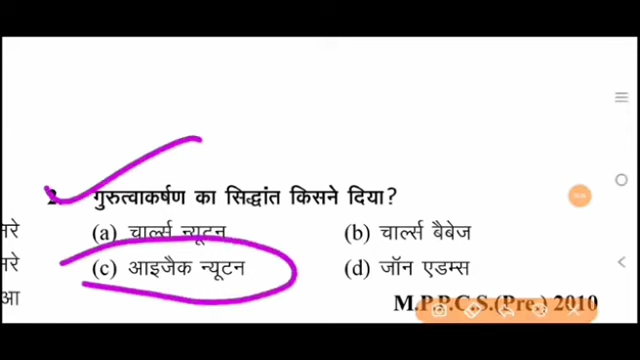 2. गुरुत्वाकर्षण का सिद्धांत किसने दिया?
(a) चार्ल्स न्यूटन (b) चार्ल्स बैबेज
(c) आइजैक न्यूटन (d) जॉन एडम्स
आ
M.P.P.C.S.(Pre.) 2010